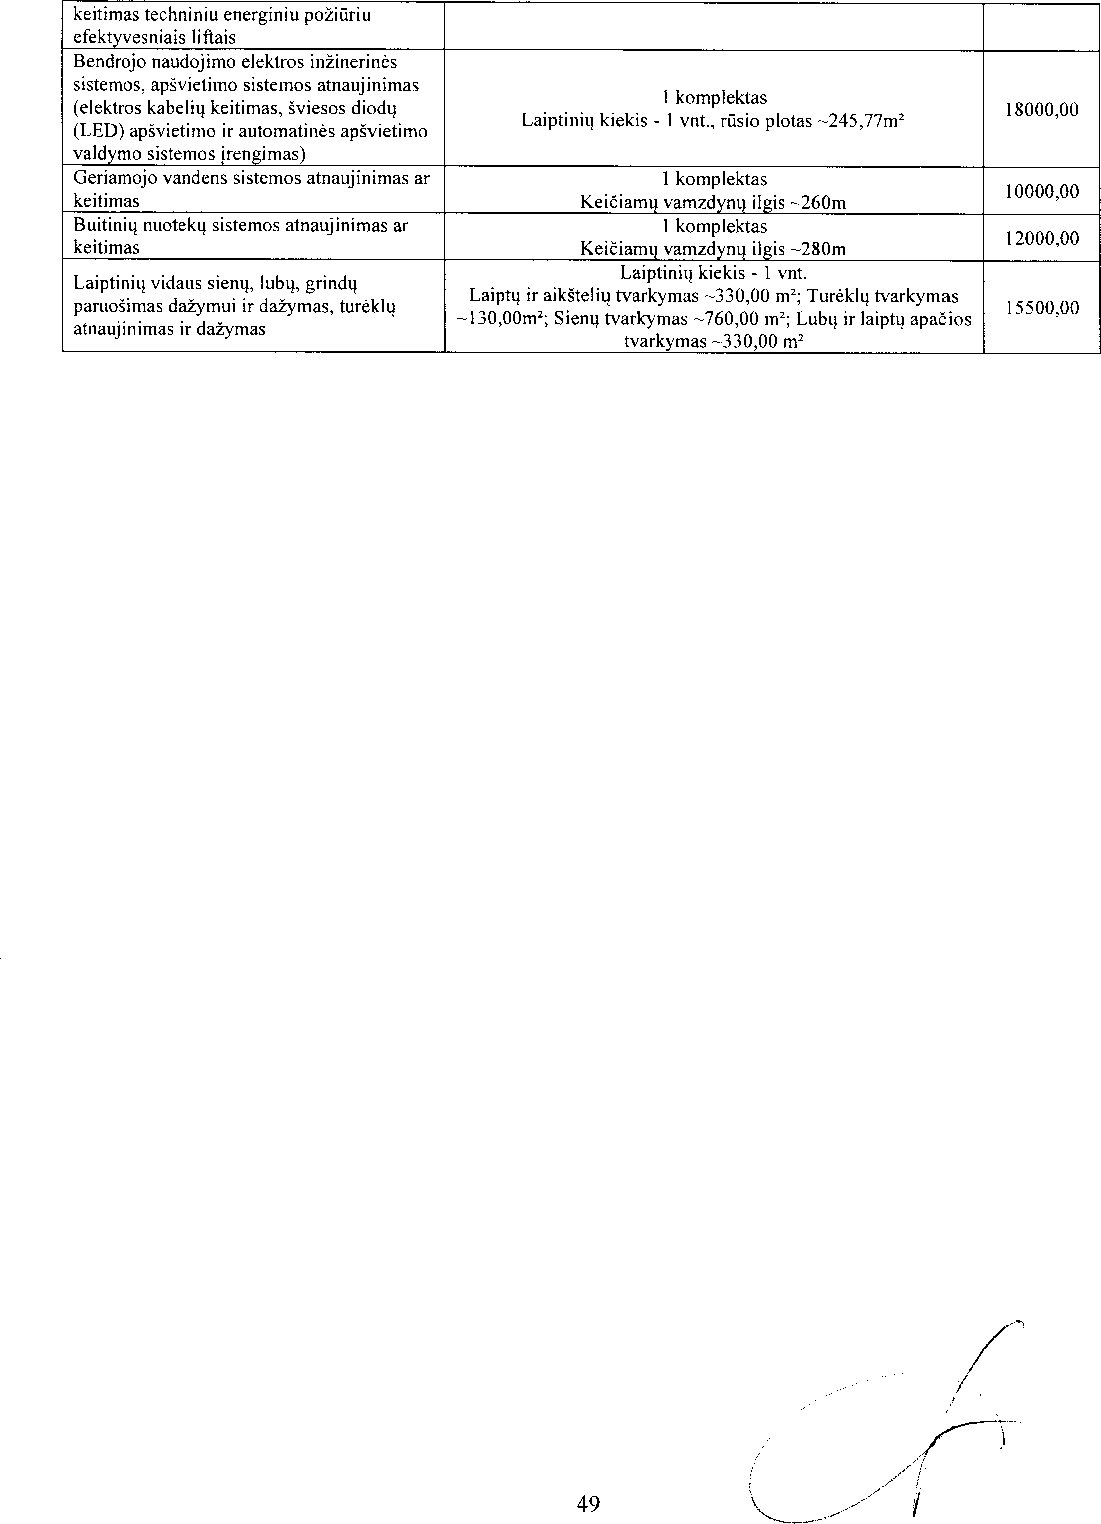 keitimas techniniu energiniu požiūriu
efektyvesniais liftais
Bendrojo naudojimo elektros inžinerinės
sistemos, apšvietimo sistemos atnaujinimas
(elektros kabelių keitimas, šviesos diodų
(LED) apšvietimo ir automatinės apšvietimo
valdymo sistemos įrengimas)
1 komplektas
Laiptinių kiekis - 1 vnt., rūsio plotas ~245,77m²
18000,00
Geriamojo vandens sistemos atnaujinimas ar
keitimas
1 komplektas
Keičiamų vamzdynų ilgis ~260m
10000,00
Buitinių nuotekų sistemos atnaujinimas ar
keitimas
1 komplektas
Keičiamų vamzdynų ilgis ~280m
12000,00
Laiptinių vidaus sienų, lubų, grindų
paruošimas dažymui ir dažymas, turėklų
atnaujinimas ir dažymas
Laiptinių kiekis - 1 vnt.
Laiptų ir aikštelių tvarkymas ~330,00 m²; Turėklų tvarkymas
~130,00m²; Sienų tvarkymas ~760,00 m²; Lubų ir laiptų apačios
tvarkymas ~330,00 m²
15500,00
49